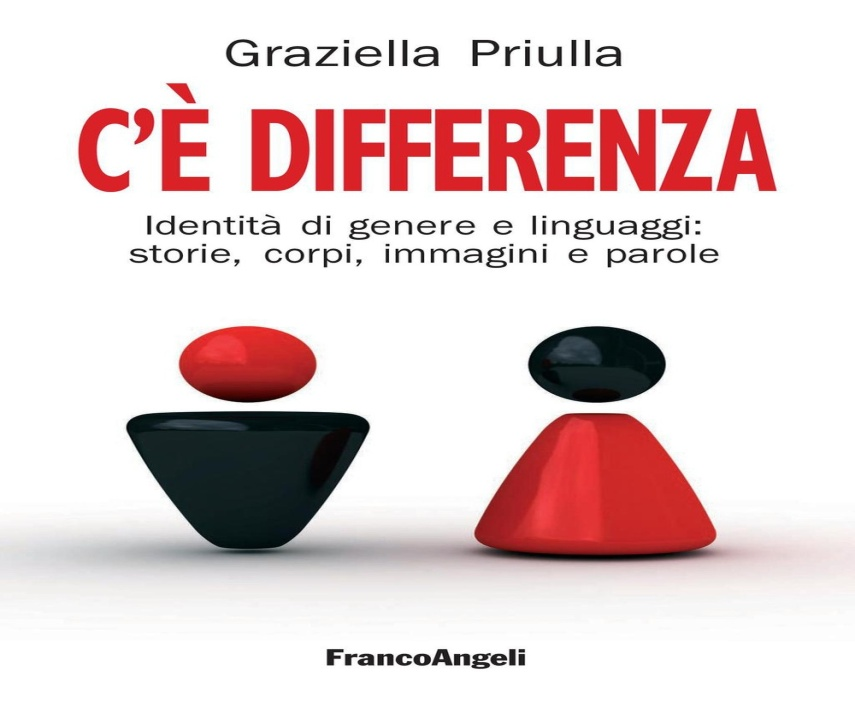 Graziella Priulla
C'È DIFFERENZA
Identità di genere e linguaggi:
storie, corpi, immagini e parole
FrancoAngeli